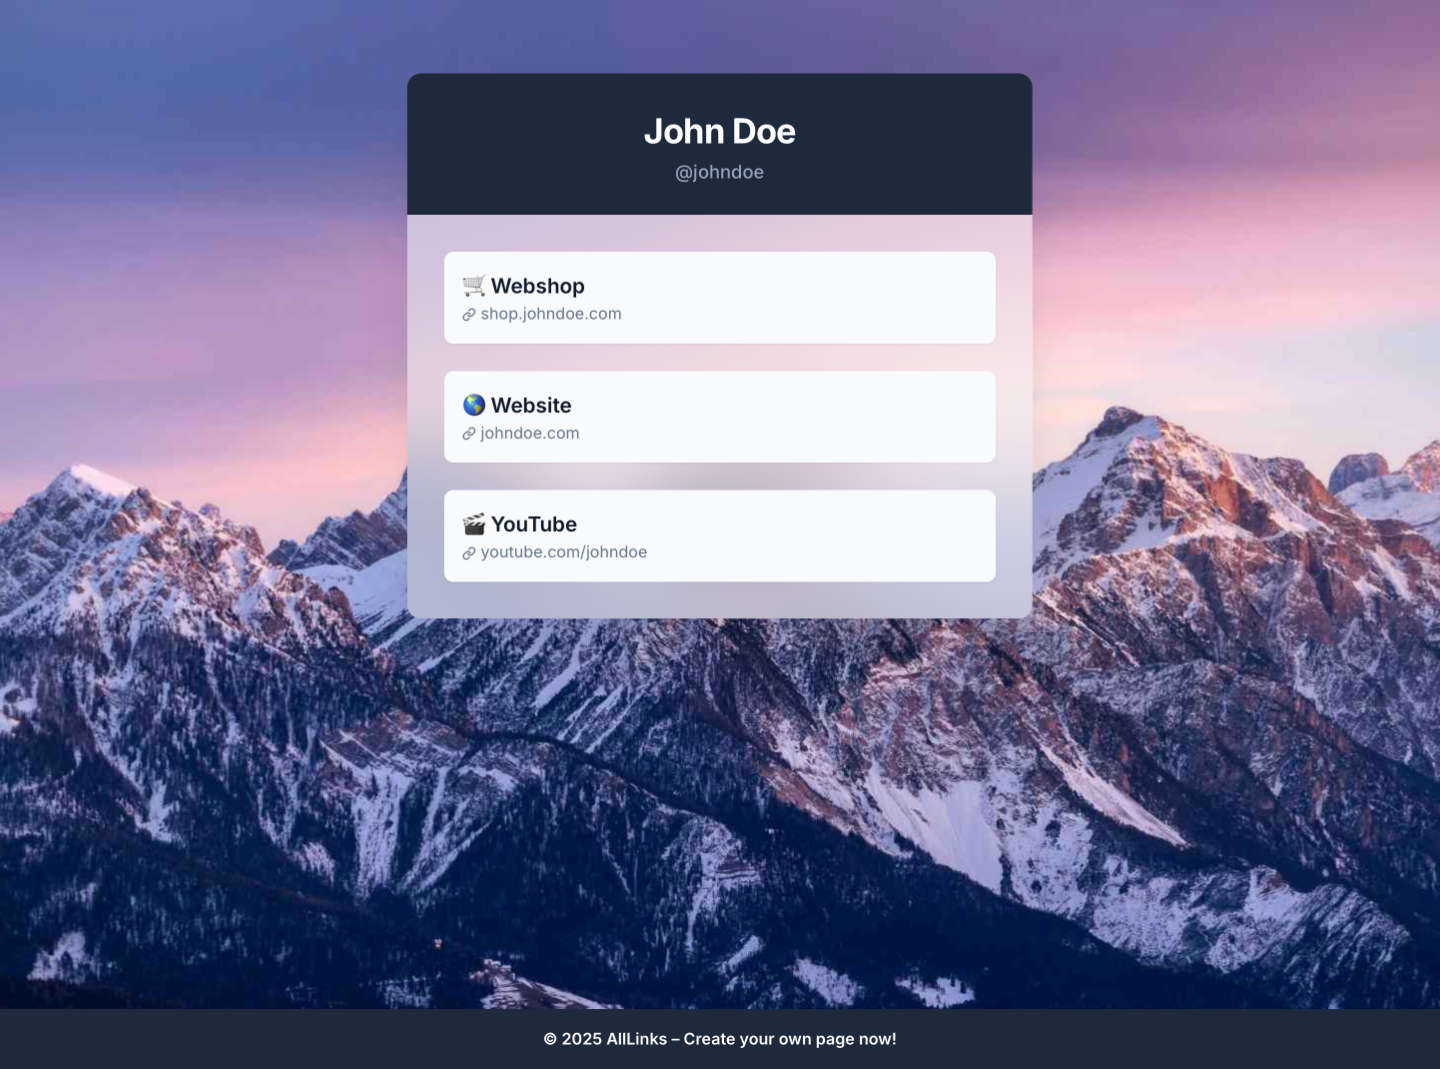 John Doe
@johndoe
🛒 Webshop
shop.johndoe.com
🌎 Website
johndoe.com
🎬 YouTube
youtube.com/johndoe
© 2025 AllLinks – Create your own page now!